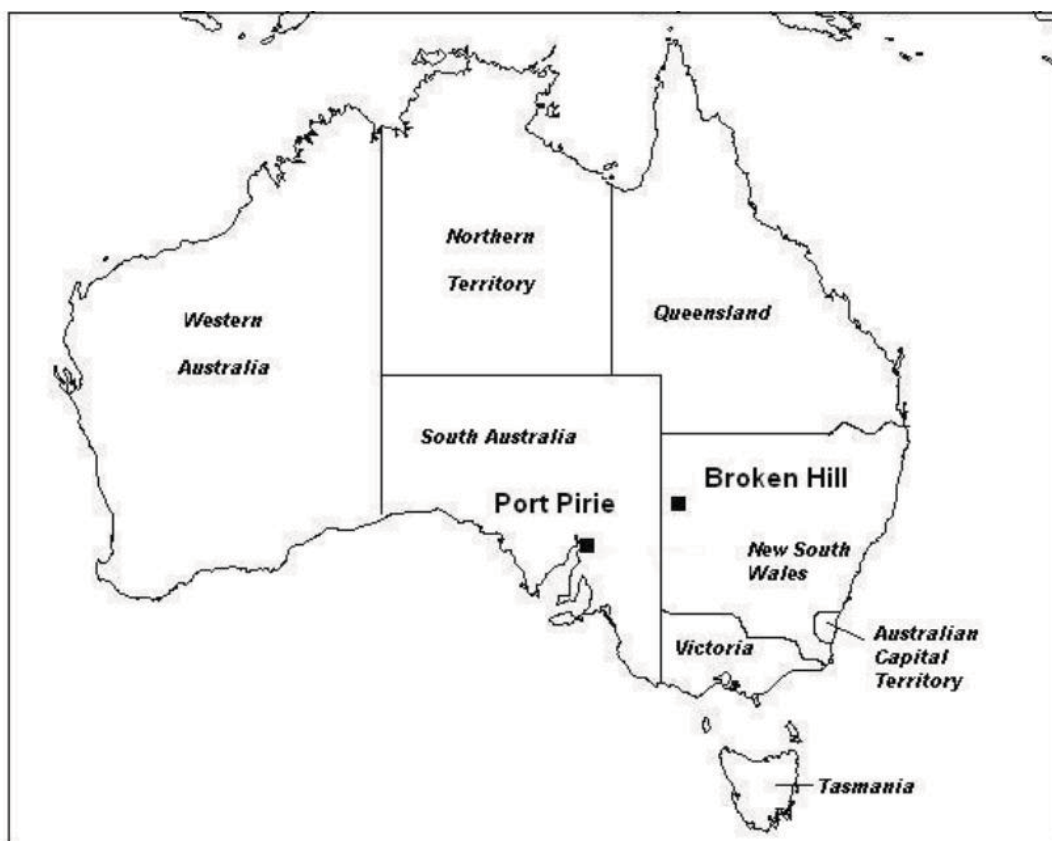 Northern
Territory
Western
Australia
Queensland
South Australia
Broken Hill
Port Pirie
New South
Wales
Victoria
Australian
Capital
Territory
Tasmania